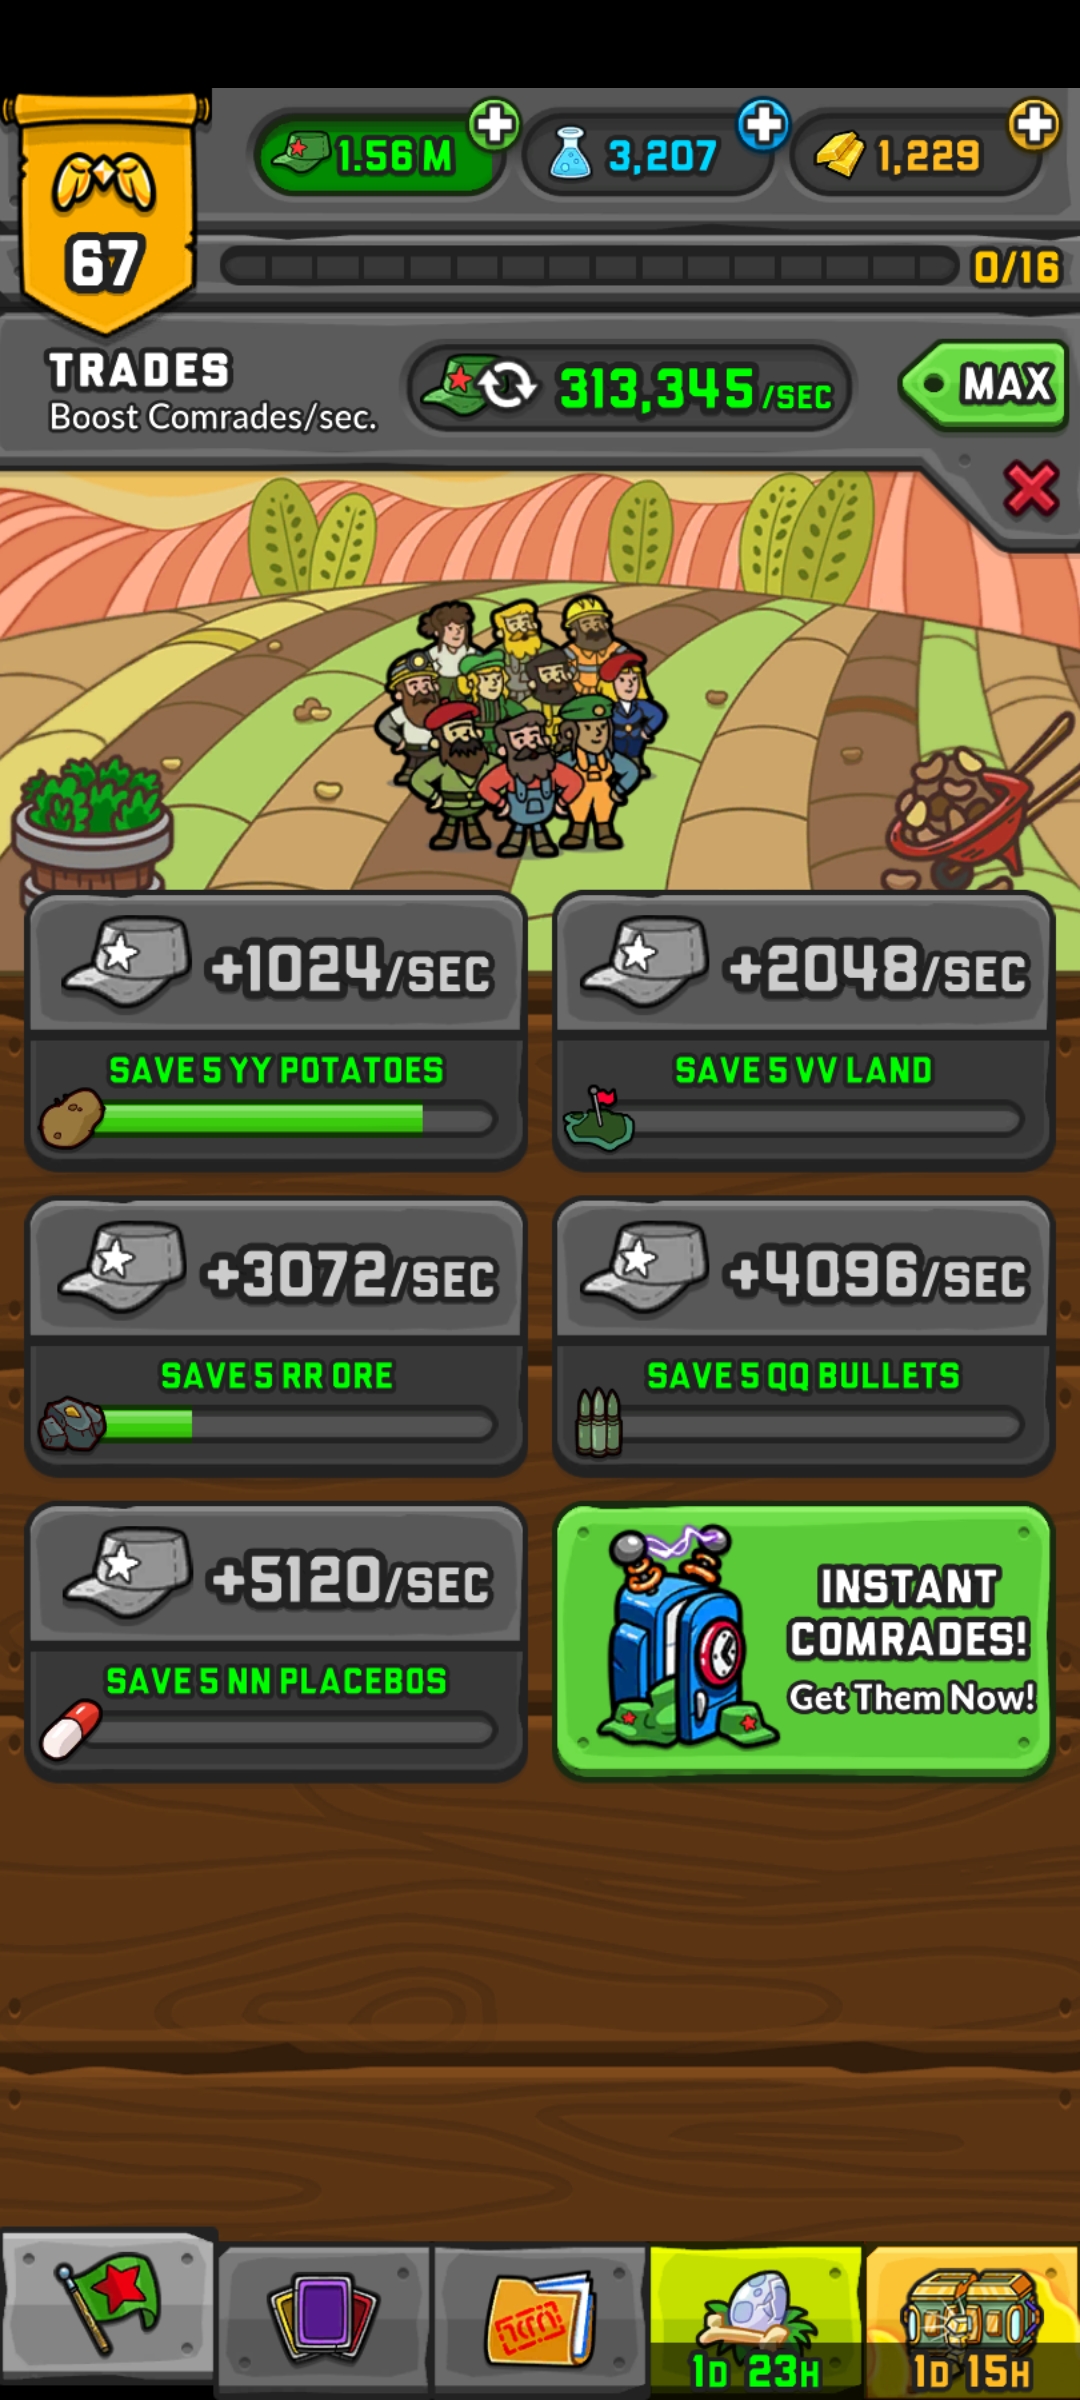 1.56 M
3,207
1,229
67
0/16
TRADES
Boost Comrades/sec.
313,345/SEC
MAX
+1024/SEC
SAVE 5 YY POTATOES
+2048/SEC
SAVE 5 VV LAND
+3072/SEC
SAVE 5 RR ORE
+4096/SEC
SAVE 5 QQ BULLETS
+5120/SEC
SAVE 5 NN PLACEBOS
INSTANT
COMRADES!
Get Them Now!
1D 23H
1D 15H